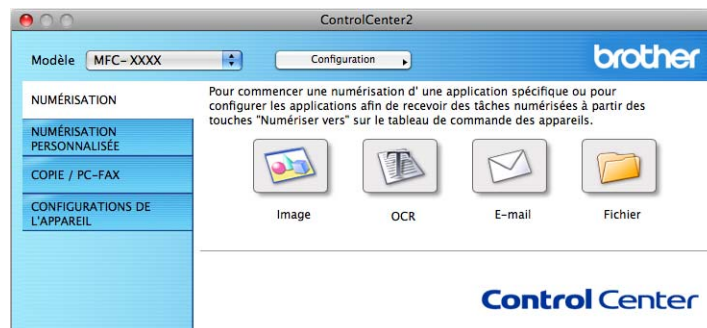 ControlCenter2
Modèle
MFC- XXXX
Configuration
brother
NUMÉRISATION
NUMÉRISATION
PERSONNALISÉE
COPIE / PC-FAX
CONFIGURATIONS DE
L'APPAREIL
Pour commencer une numérisation d' une application spécifique ou pour
configurer les applications afin de recevoir des tâches numérisées à partir des
touches "Numériser vers" sur le tableau de commande des appareils.
Image
OCR
E-mail
Fichier
Control Center